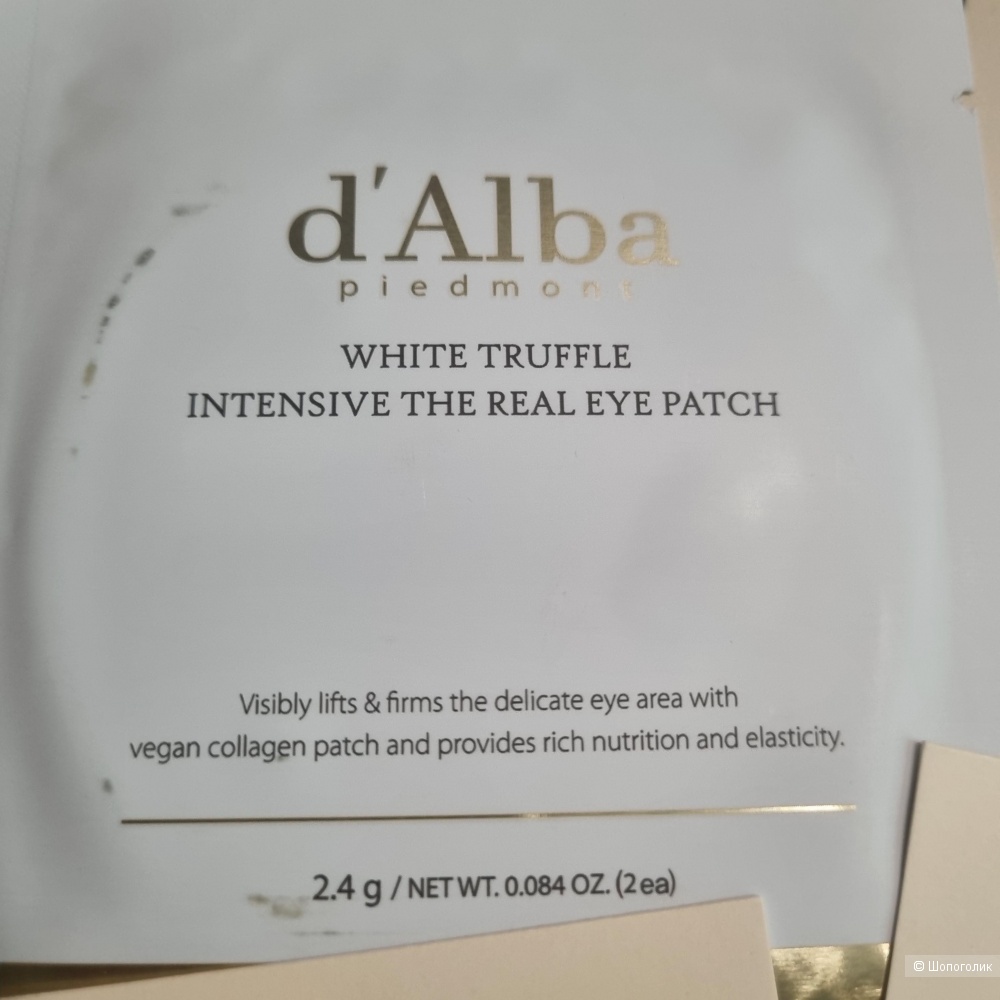 d'Alba
piedmont
WHITE TRUFFLE
INTENSIVE THE REAL EYE PATCH
Visibly lifts & firms the delicate eye area with
vegan collagen patch and provides rich nutrition and elasticity.
2.4 g / NET WT. 0.084 OZ. (2 ea)
© Шопоголик